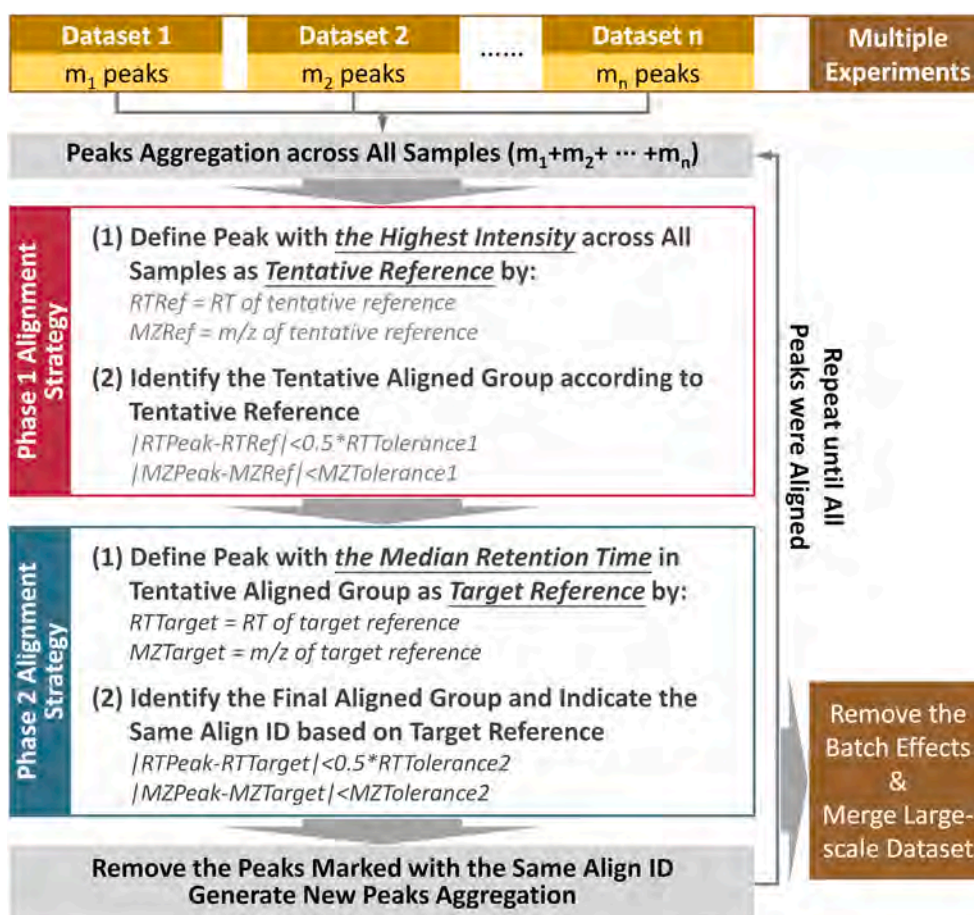 Dataset 1
Dataset 2
......
Dataset n
m1 peaks
m2 peaks
mn peaks
Multiple
Experiments
Peaks Aggregation across All Samples (m1+m2+ ··· +mn)
Phase 1 Alignment
Strategy
(1) Define Peak with the Highest Intensity across All
Samples as Tentative Reference by:
RTRef = RT of tentative reference
MZRef = m/z of tentative reference
(2) Identify the Tentative Aligned Group according to
Tentative Reference
|RTPeak-RTRef|<0.5*RTTolerance1
|MZPeak-MZRef|<MZTolerance1
Phase 2 Alignment
Strategy
(1) Define Peak with the Median Retention Time in
Tentative Aligned Group as Target Reference by:
RTTarget = RT of target reference
MZTarget = m/z of target reference
(2) Identify the Final Aligned Group and Indicate the
Same Align ID based on Target Reference
|RTPeak-RTTarget|<0.5*RTTolerance2
|MZPeak-MZTarget|<MZTolerance2
Remove the Peaks Marked with the Same Align ID
Generate New Peaks Aggregation
Repeat until All
Peaks were Aligned
Remove the
Batch Effects
&
Merge Large-
scale Dataset